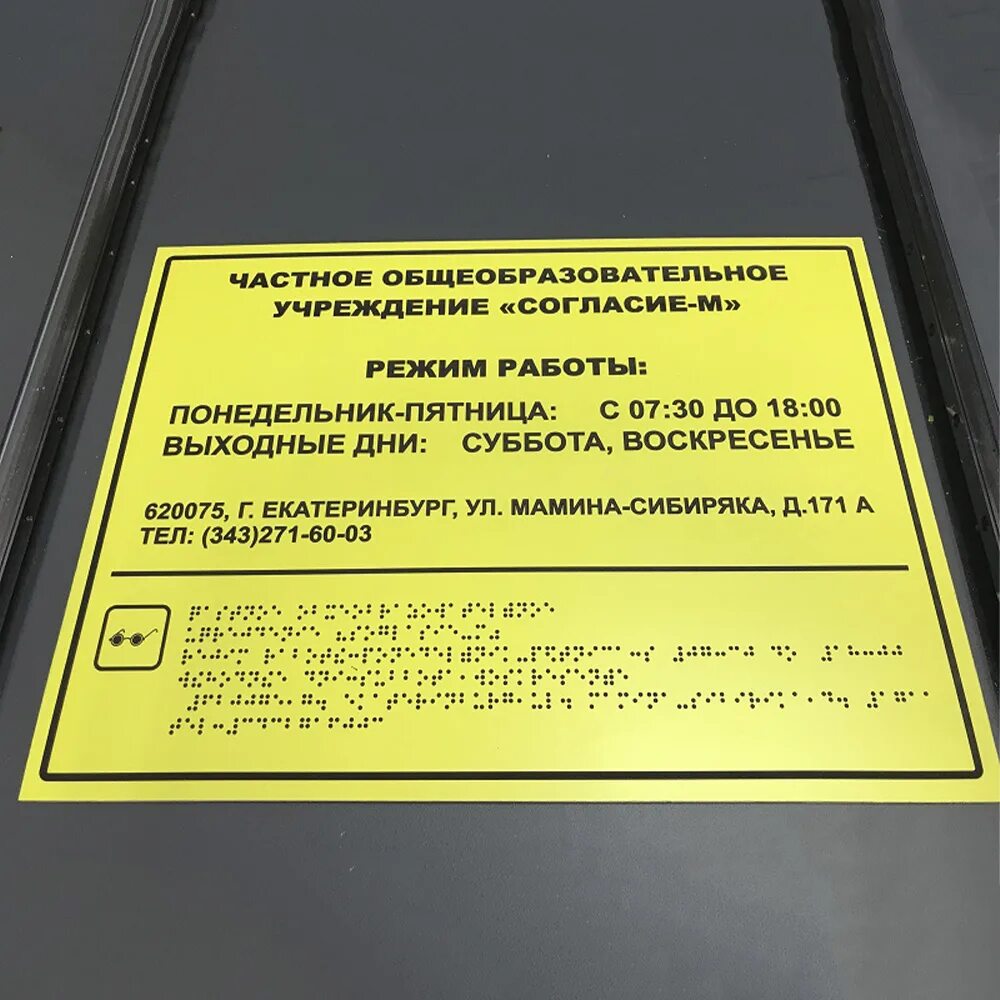 ЧАСТНОЕ ОБЩЕОБРАЗОВАТЕЛЬНОЕ
УЧРЕЖДЕНИЕ «СОГЛАСИЕ-М»
РЕЖИМ РАБОТЫ:
ПОНЕДЕЛЬНИК-ПЯТНИЦА: С 07:30 ДО 18:00
ВЫХОДНЫЕ ДНИ: СУББОТА, ВОСКРЕСЕНЬЕ
620075, Г. ЕКАТЕРИНБУРГ, УЛ. МАМИНА-СИБИРЯКА, Д.171 А
ТЕЛ: (343)271-60-03